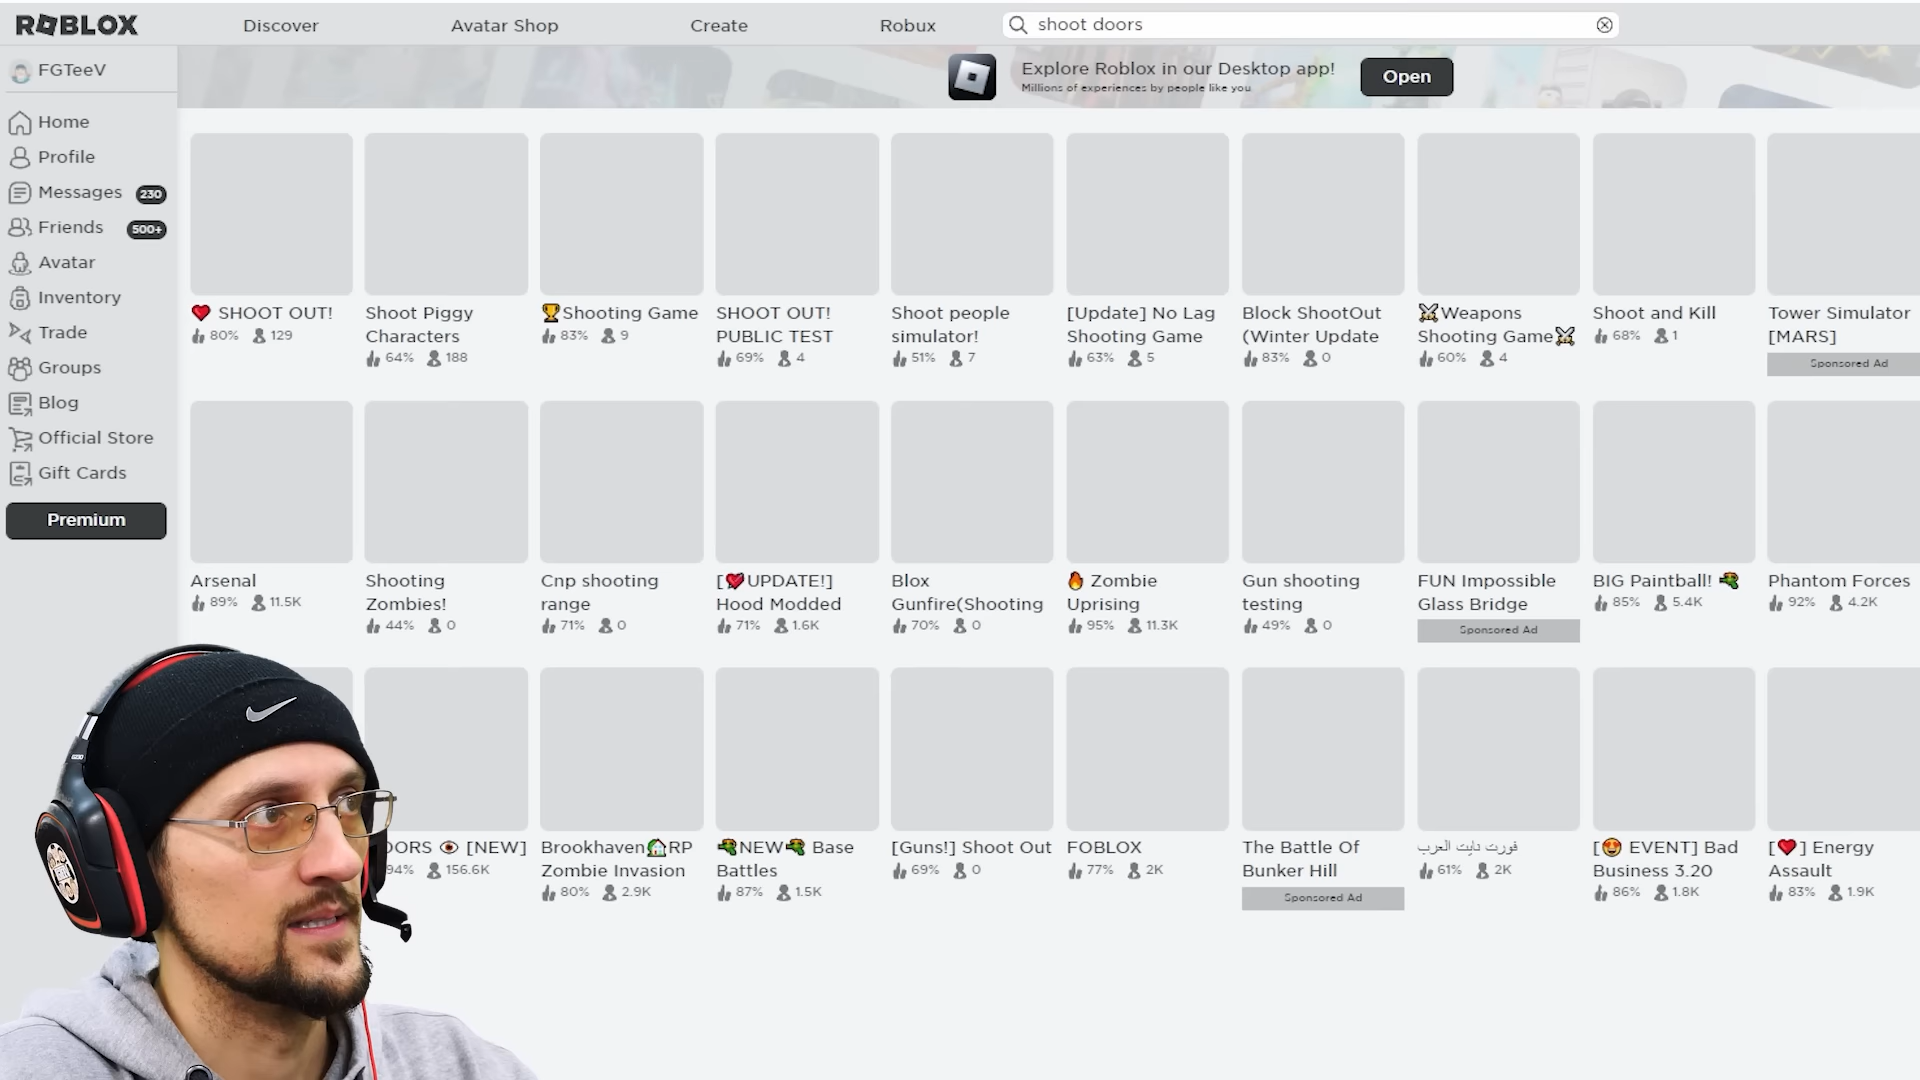 ROBLOX
Discover
Avatar Shop
Create
Robux
shoot doors
FGTeeV
Explore Roblox in our Desktop app!
Millions of experiences by people like you
Open
Home
Profile
Messages 230
Friends 500+
Avatar
Inventory
Trade
Groups
Blog
Official Store
Gift Cards
Premium
❤️ SHOOT OUT!
80% 129
Shoot Piggy
Characters
64% 188
🏆Shooting Game
83% 9
SHOOT OUT!
PUBLIC TEST
69% 4
Shoot people
simulator!
51% 7
[Update] No Lag
Shooting Game
63% 5
Block ShootOut
(Winter Update
83% 0
⚔️Weapons
Shooting Game⚔️
60% 4
Shoot and Kill
68% 1
Tower Simulator
[MARS]
Sponsored Ad
Arsenal
89% 11.5K
Shooting
Zombies!
44% 0
Cnp shooting
range
71% 0
[💘UPDATE!]
Hood Modded
71% 1.6K
Blox
Gunfire(Shooting
70% 0
🔥 Zombie
Uprising
95% 11.3K
Gun shooting
testing
49% 0
FUN Impossible
Glass Bridge
Sponsored Ad
BIG Paintball! 🔫
85% 5.4K
Phantom Forces
92% 4.2K
OORS 👁️ [NEW]
94% 156.6K
Brookhaven🏠RP
Zombie Invasion
80% 2.9K
🔫NEW🔫 Base
Battles
87% 1.5K
[Guns!] Shoot Out
69% 0
FOBLOX
77% 2K
The Battle Of
Bunker Hill
Sponsored Ad
فورت نايت العرب
61% 2K
[😍 EVENT] Bad
Business 3.20
86% 1.8K
[❤️] Energy
Assault
83% 1.9K